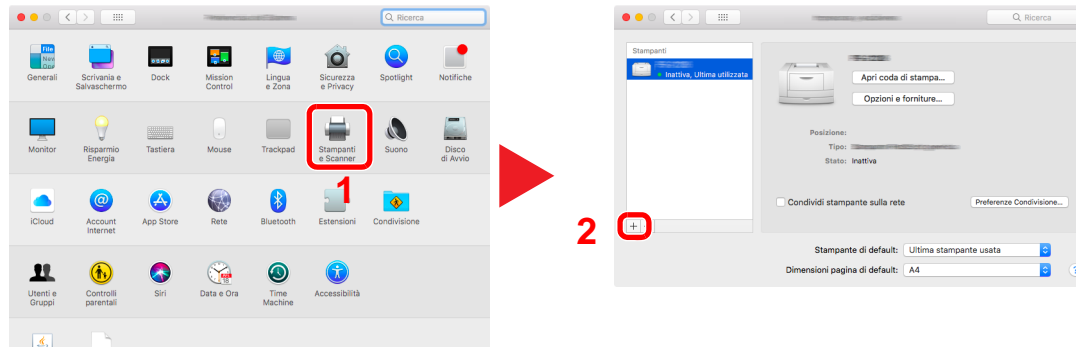 Ricerca
File
New
Generali
Scrivania e
Salvaschermo
Dock
Mission
Control
Lingua
e Zona
Sicurezza
e Privacy
Spotlight
Notifiche
Monitor
Risparmio
Energia
Tastiera
Mouse
Trackpad
Stampanti
e Scanner
Suono
Disco
di Avvio
1
iCloud
Account
Internet
App Store
Rete
Bluetooth
Estensioni
Condivisione
Utenti e
Gruppi
Controlli
parentali
Siri
18
Data e Ora
Time
Machine
Accessibilità
2
Ricerca
Stampanti
Inattiva, Ultima utilizzata
Apri coda di stampa...
Opzioni e forniture...
Posizione:
Tipo:
Stato: Inattiva
Condividi stampante sulla rete
Preferenze Condivisione...
+
Stampante di default: Ultima stampante usata
Dimensioni pagina di default: A4
?